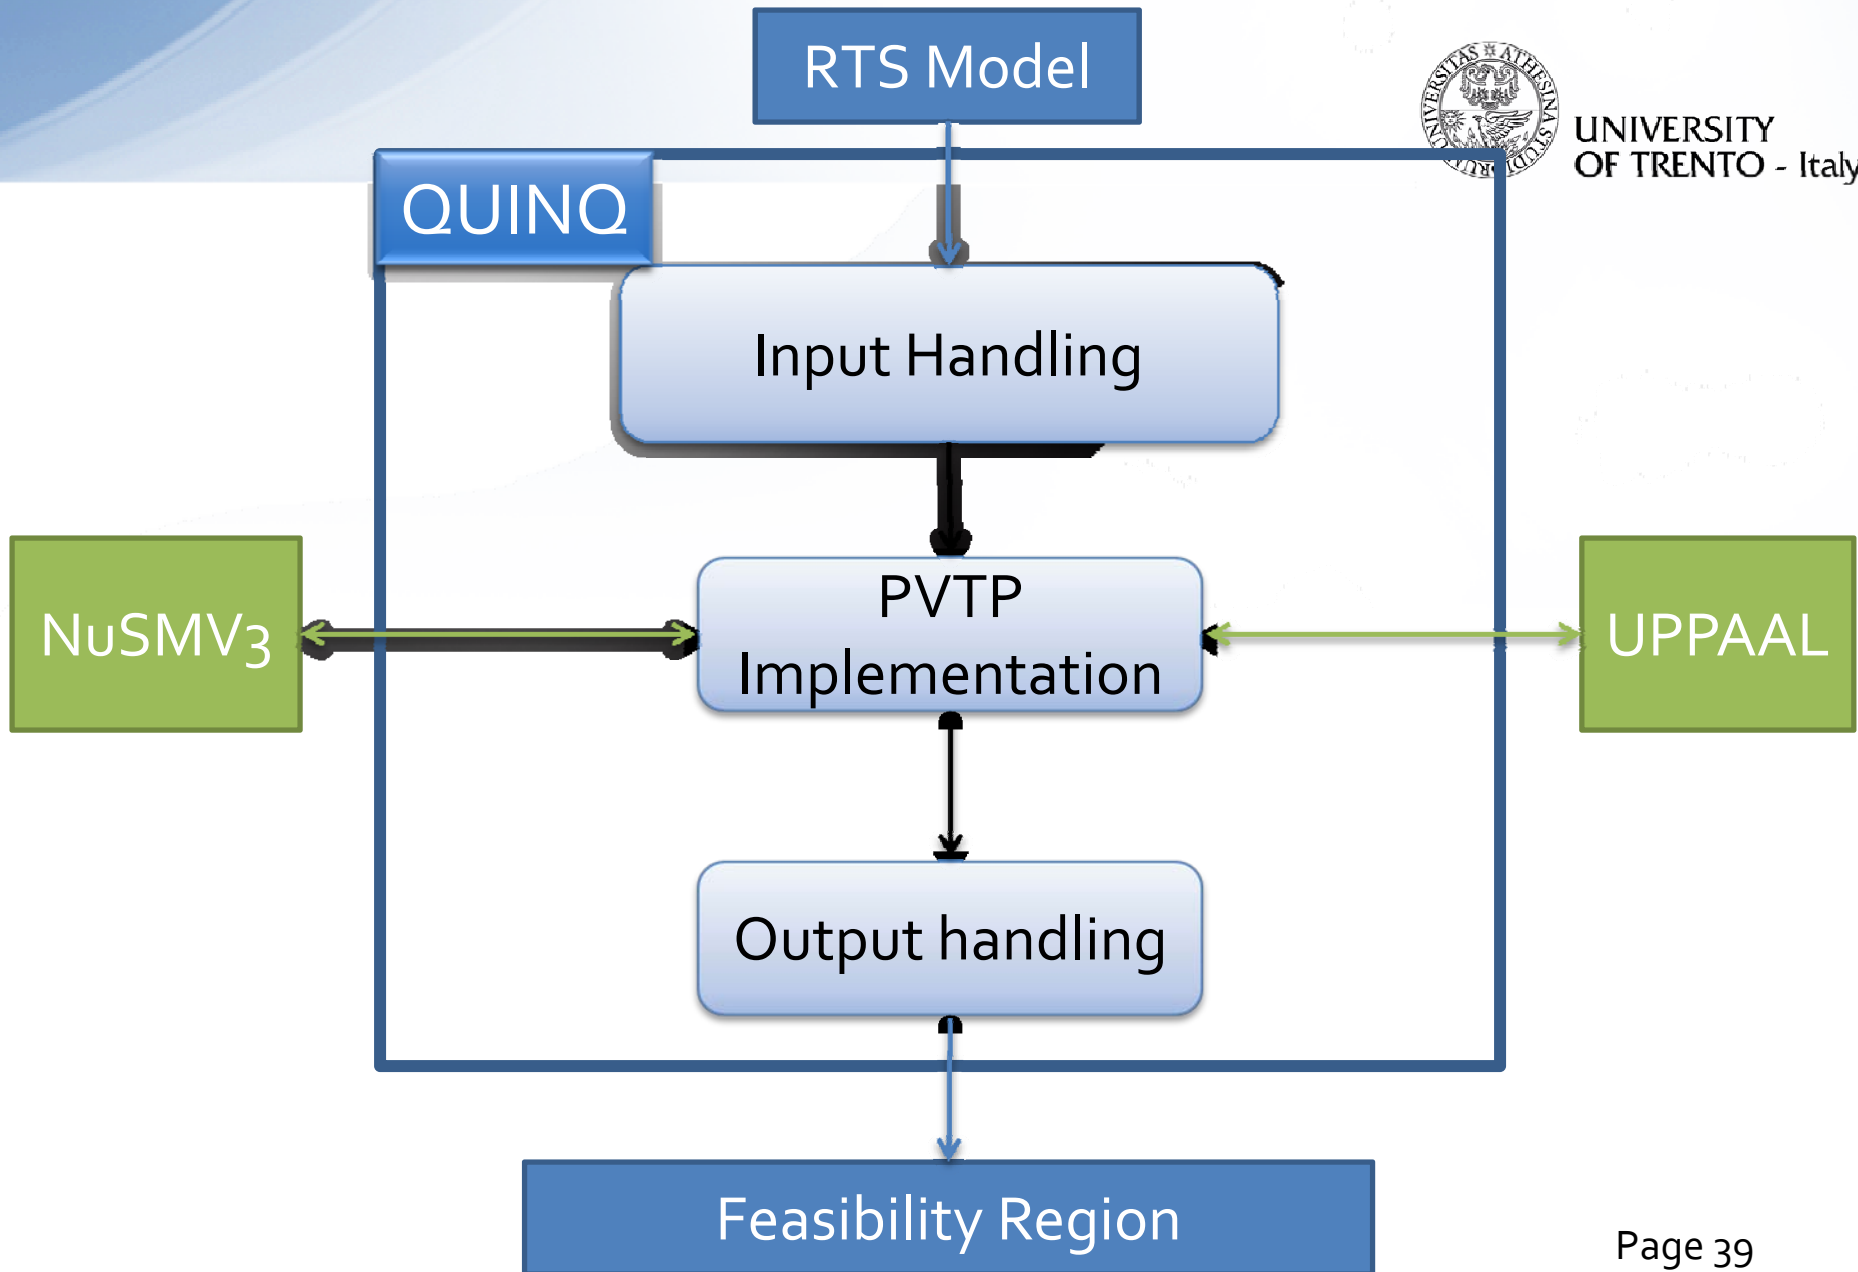 RTS Model
UNIVERSITY
OF TRENTO - Italy
QUINQ
Input Handling
NuSMV3
PVTP
Implementation
UPPAAL
Output handling
Feasibility Region
Page 39